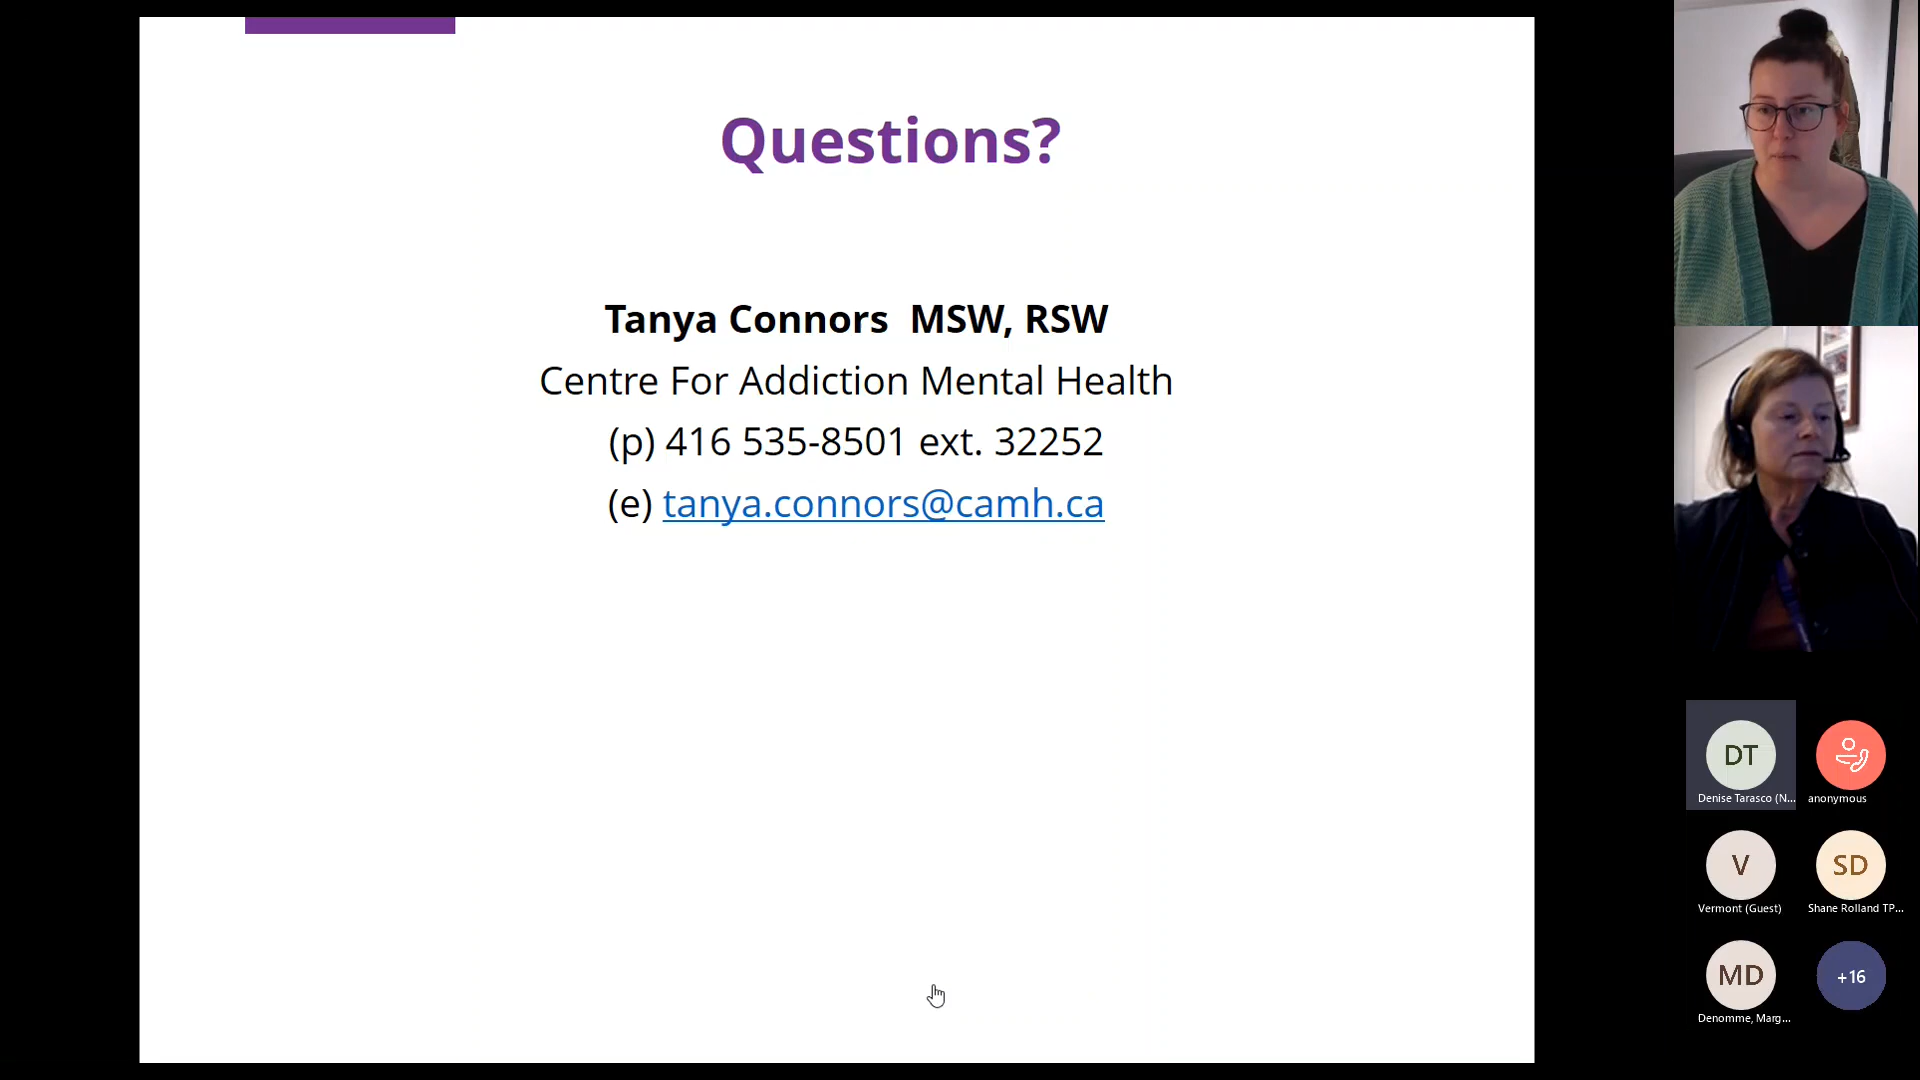 Questions?
Tanya Connors  MSW, RSW
Centre For Addiction Mental Health
(p) 416 535-8501 ext. 32252
(e) tanya.connors@camh.ca
DT
Denise Tarasco (N...
anonymous
V
Vermont (Guest)
SD
Shane Rolland TP...
MD
Denomme, Marg...
+16